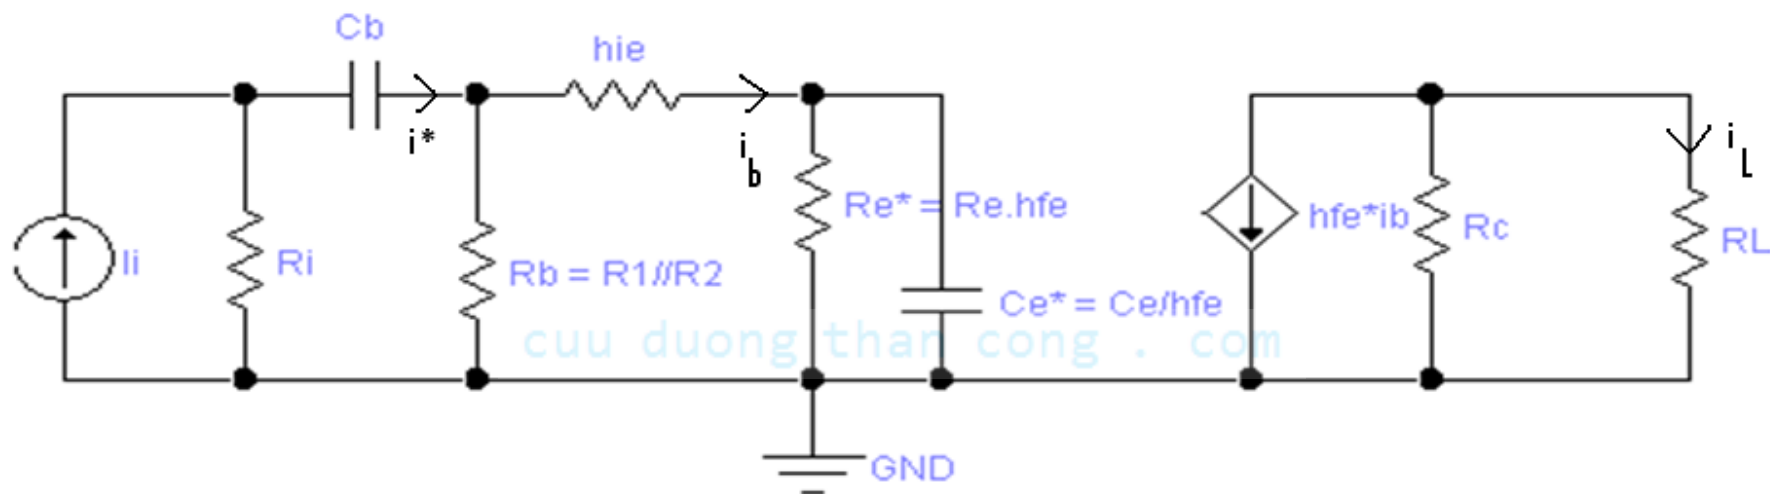 Cb
hie
i*
ib
Ii
Ri
Rb = R1//R2
Re* = Re.hfe
Ce* = Ce/hfe
hfe*ib
Rc
iL
RL
cuu duong than cong . com
GND